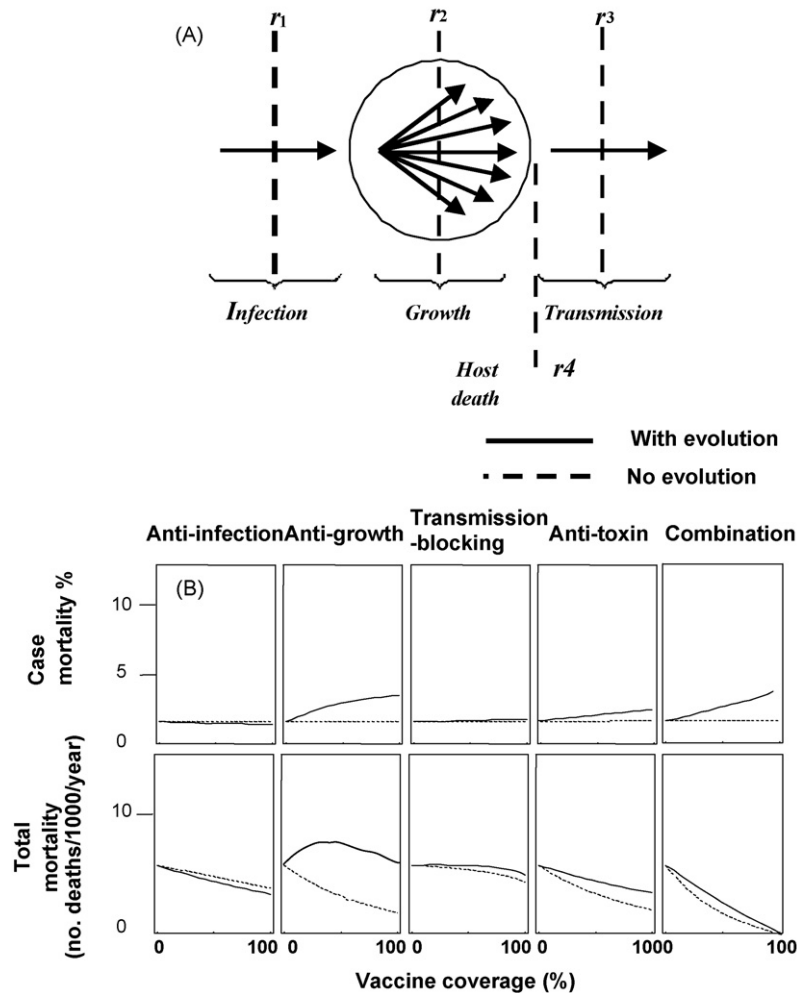 (A)
r1 r2 r3
Infection Growth Transmission
Host death r4
With evolution
No evolution
Anti-infection Anti-growth Transmission -blocking Anti-toxin Combination
(B)
Case mortality %
10
5
0
Total mortality (no. deaths/1000/year)
10
0
0 100 0 100 0 100 0 1000 100
Vaccine coverage (%)